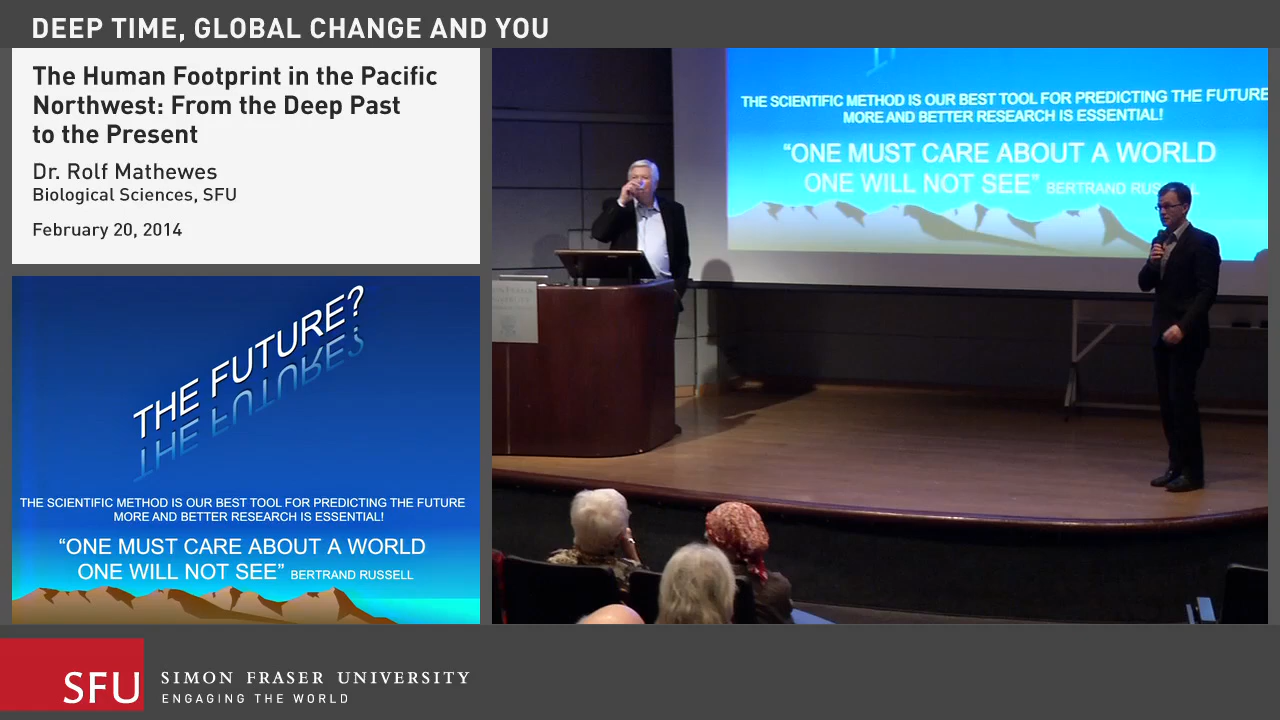 DEEP TIME, GLOBAL CHANGE AND YOU
The Human Footprint in the Pacific
Northwest: From the Deep Past
to the Present
Dr. Rolf Mathewes
Biological Sciences, SFU
February 20, 2014
THE FUTURE?
THE SCIENTIFIC METHOD IS OUR BEST TOOL FOR PREDICTING THE FUTURE
MORE AND BETTER RESEARCH IS ESSENTIAL!
“ONE MUST CARE ABOUT A WORLD
ONE WILL NOT SEE” BERTRAND RUSSELL
THE SCIENTIFIC METHOD IS OUR BEST TOOL FOR PREDICTING THE FUTURE
MORE AND BETTER RESEARCH IS ESSENTIAL!
“ONE MUST CARE ABOUT A WORLD
ONE WILL NOT SEE” BERTRAND
SFU SIMON FRASER UNIVERSITY
ENGAGING THE WORLD